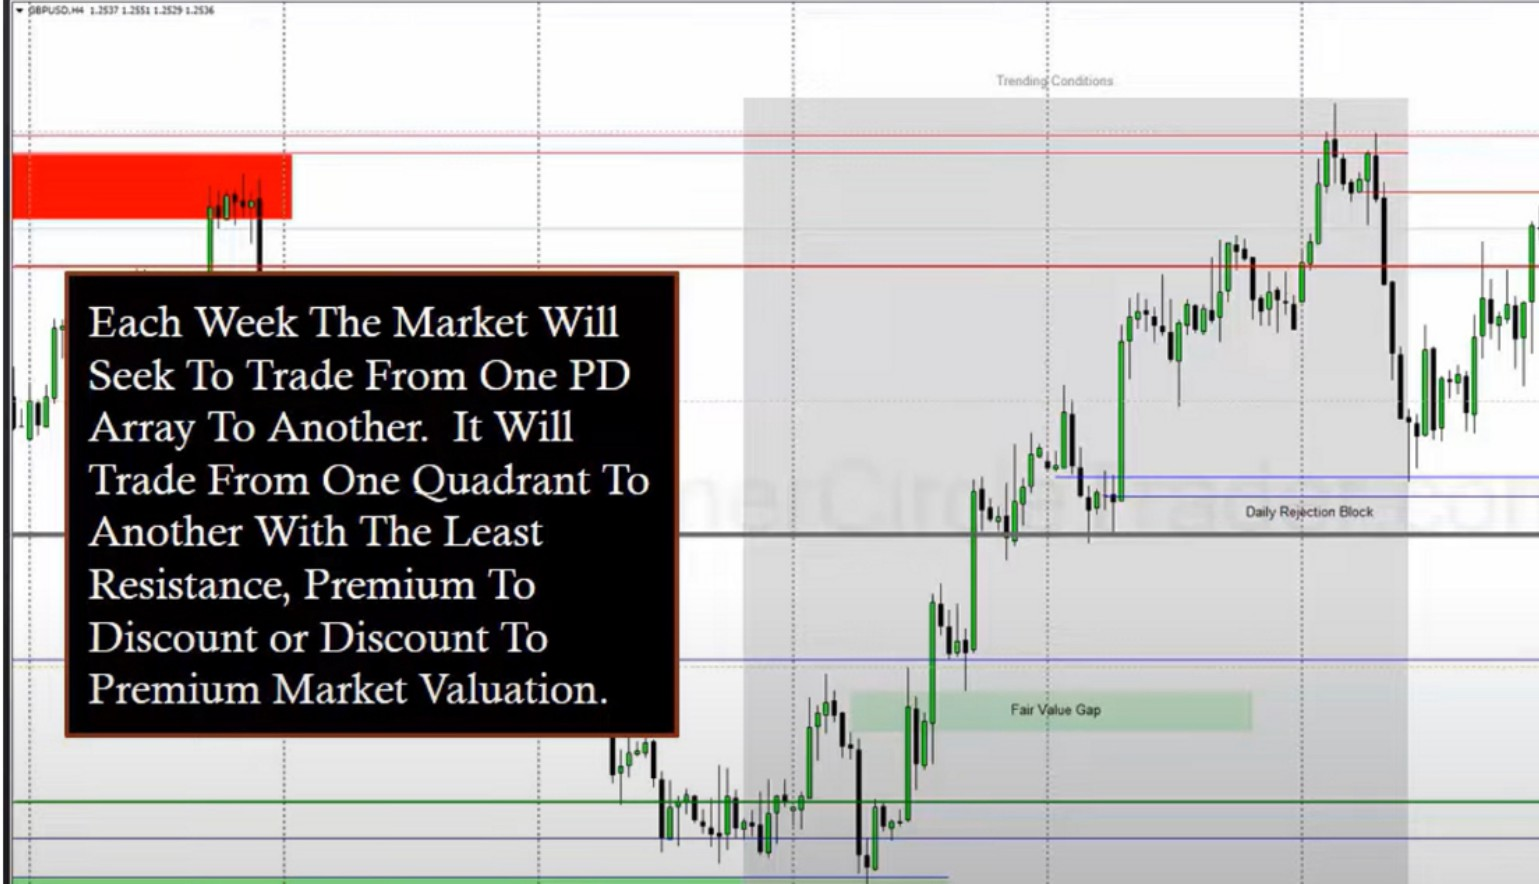 GBPUSD,H4 1.2537 1.2551 1.2529 1.2536
Trending Conditions
Each Week The Market Will
Seek To Trade From One PD
Array To Another.  It Will
Trade From One Quadrant To
Another With The Least
Resistance, Premium To
Discount or Discount To
Premium Market Valuation.
Daily Rejection Block
Fair Value Gap